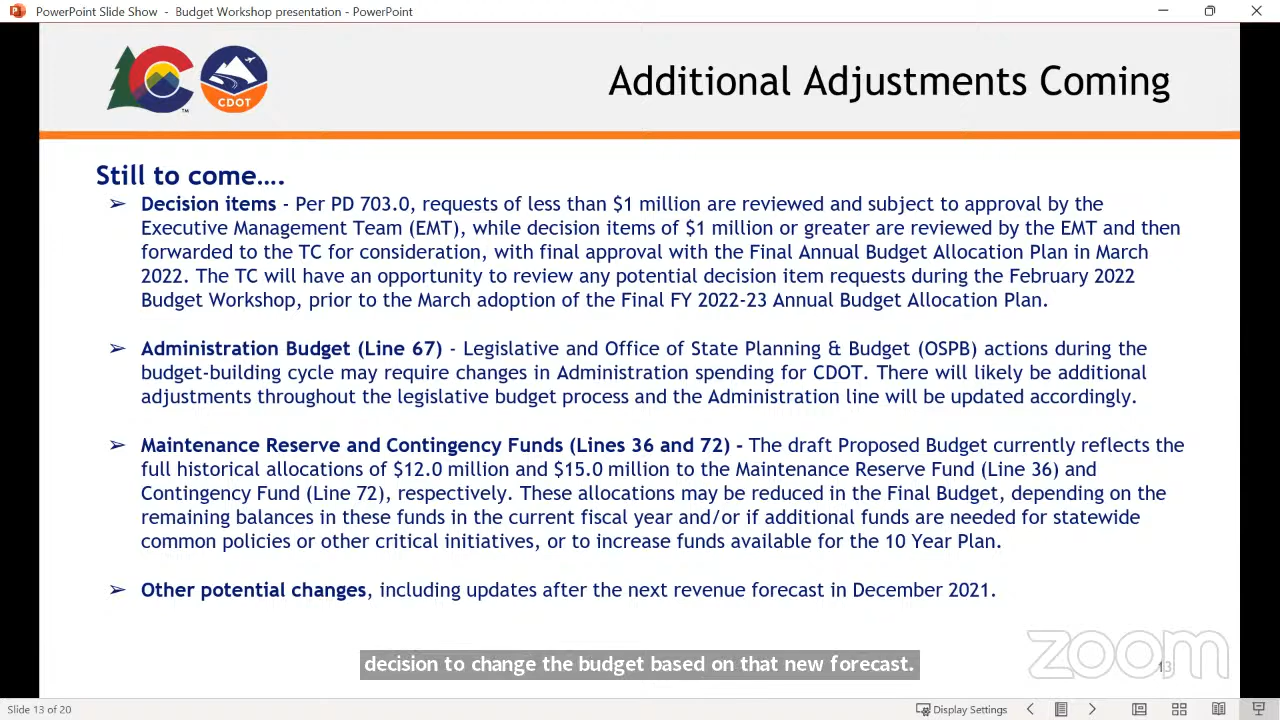 PowerPoint Slide Show - Budget Workshop presentation - PowerPoint
CDOT
TM
Additional Adjustments Coming
Still to come....
➢ Decision items - Per PD 703.0, requests of less than $1 million are reviewed and subject to approval by the
Executive Management Team (EMT), while decision items of $1 million or greater are reviewed by the EMT and then
forwarded to the TC for consideration, with final approval with the Final Annual Budget Allocation Plan in March
2022. The TC will have an opportunity to review any potential decision item requests during the February 2022
Budget Workshop, prior to the March adoption of the Final FY 2022-23 Annual Budget Allocation Plan.
➢ Administration Budget (Line 67) - Legislative and Office of State Planning & Budget (OSPB) actions during the
budget-building cycle may require changes in Administration spending for CDOT. There will likely be additional
adjustments throughout the legislative budget process and the Administration line will be updated accordingly.
➢ Maintenance Reserve and Contingency Funds (Lines 36 and 72) - The draft Proposed Budget currently reflects the
full historical allocations of $12.0 million and $15.0 million to the Maintenance Reserve Fund (Line 36) and
Contingency Fund (Line 72), respectively. These allocations may be reduced in the Final Budget, depending on the
remaining balances in these funds in the current fiscal year and/or if additional funds are needed for statewide
common policies or other critical initiatives, or to increase funds available for the 10 Year Plan.
➢ Other potential changes, including updates after the next revenue forecast in December 2021.
decision to change the budget based on that new forecast.
zoom
13
Slide 13 of 20
Display Settings